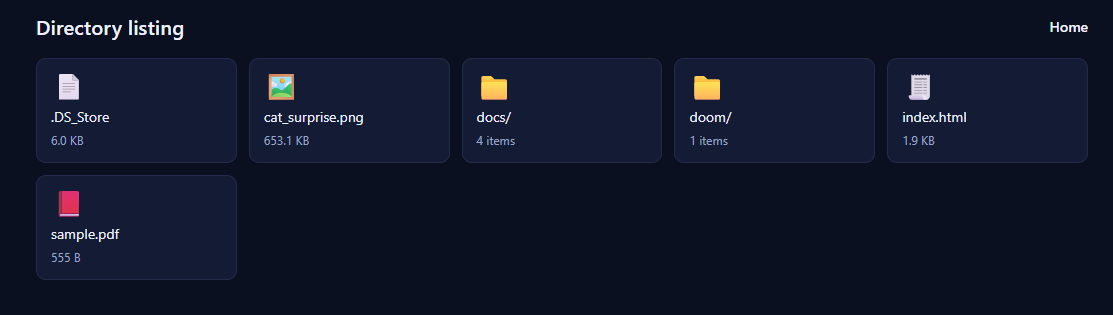 Directory listing
Home
.DS_Store
6.0 KB
cat_surprise.png
653.1 KB
docs/
4 items
doom/
1 items
index.html
1.9 KB
sample.pdf
555 B